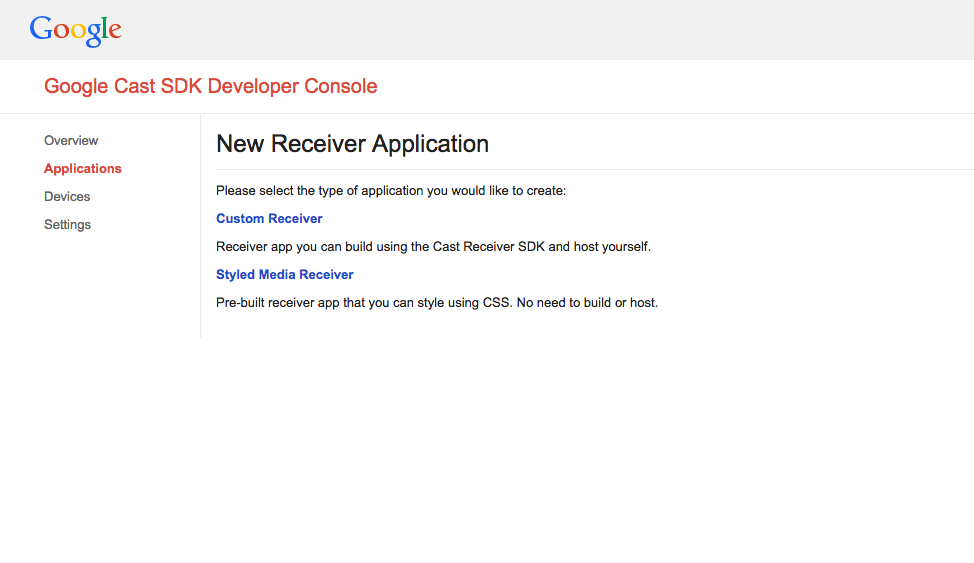 Google
Google Cast SDK Developer Console
Overview
Applications
Devices
Settings
New Receiver Application
Please select the type of application you would like to create:
Custom Receiver
Receiver app you can build using the Cast Receiver SDK and host yourself.
Styled Media Receiver
Pre-built receiver app that you can style using CSS. No need to build or host.